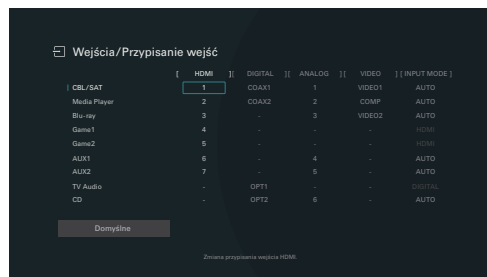 Wejścia/Przypisanie wejść
[ HDMI ][ DIGITAL ][ ANALOG ][ VIDEO ][ INPUT MODE ]
CBL/SAT 1 COAX1 1 VIDEO1 AUTO
Media Player 2 COAX2 2 COMP AUTO
Blu-ray 3 - 3 VIDEO2 AUTO
Game1 4 - - - HDMI
Game2 5 - - - HDMI
AUX1 6 - 4 - AUTO
AUX2 7 - 5 - AUTO
TV Audio - OPT1 - - DIGITAL
CD - OPT2 6 - AUTO
Domyślne
Zmiana przypisania wejścia HDMI.